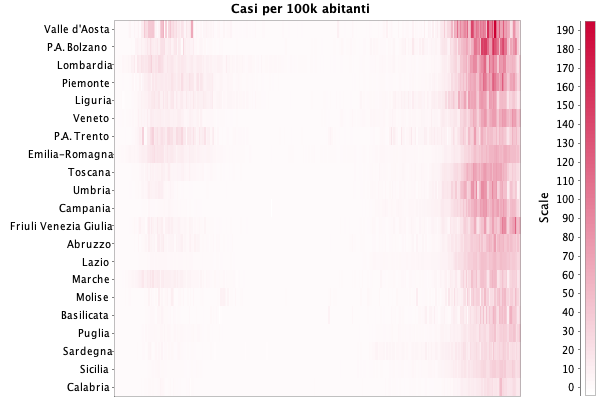 Casi per 100k abitanti
Valle d'Aosta
P.A. Bolzano
Lombardia
Piemonte
Liguria
Veneto
P.A. Trento
Emilia-Romagna
Toscana
Umbria
Campania
Friuli Venezia Giulia
Abruzzo
Lazio
Marche
Molise
Basilicata
Puglia
Sardegna
Sicilia
Calabria
Scale
190
180
170
160
150
140
130
120
110
100
90
80
70
60
50
40
30
20
10
0